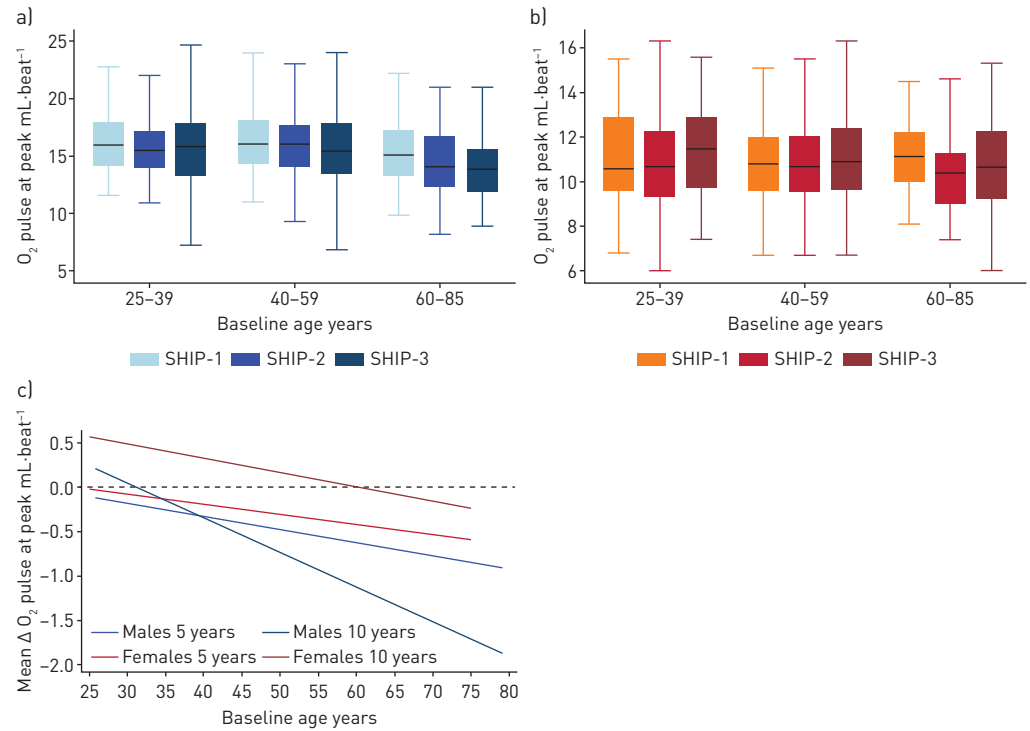 a)
O₂ pulse at peak mL·beat⁻¹
25
20
15
10
5
25–39
40–59
60–85
Baseline age years
SHIP-1 SHIP-2 SHIP-3
b)
O₂ pulse at peak mL·beat⁻¹
16
14
12
10
8
6
25–39
40–59
60–85
Baseline age years
SHIP-1 SHIP-2 SHIP-3
c)
Mean Δ O₂ pulse at peak mL·beat⁻¹
0.5
0.0
−0.5
−1.0
−1.5
−2.0
Males 5 years Males 10 years
Females 5 years Females 10 years
25 30 35 40 45 50 55 60 65 70 75 80
Baseline age years